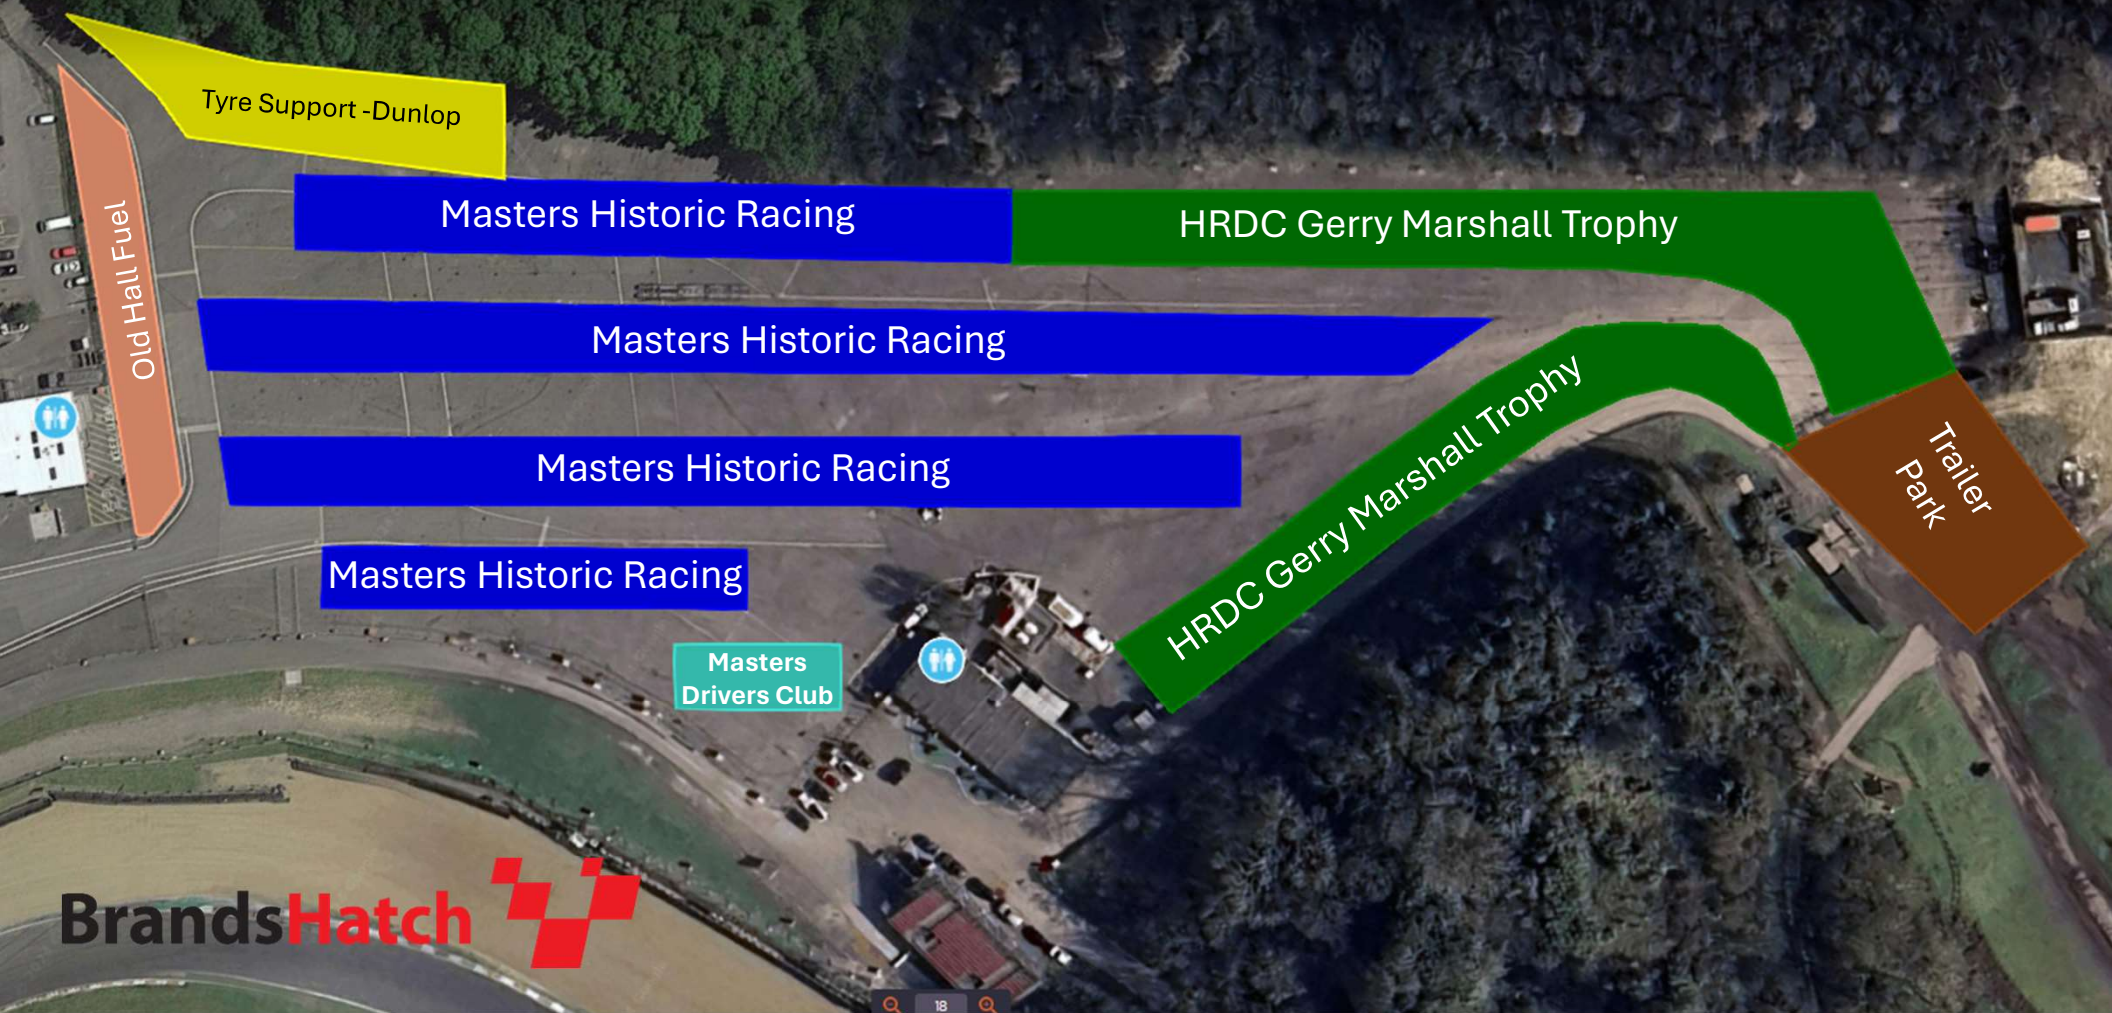 Tyre Support -Dunlop
Masters Historic Racing
HRDC Gerry Marshall Trophy
Old Hall Fuel
Masters Historic Racing
HRDC Gerry Marshall Trophy
Masters Historic Racing
Trailer
Park
Masters Historic Racing
Masters
Drivers Club
BrandsHatch
18